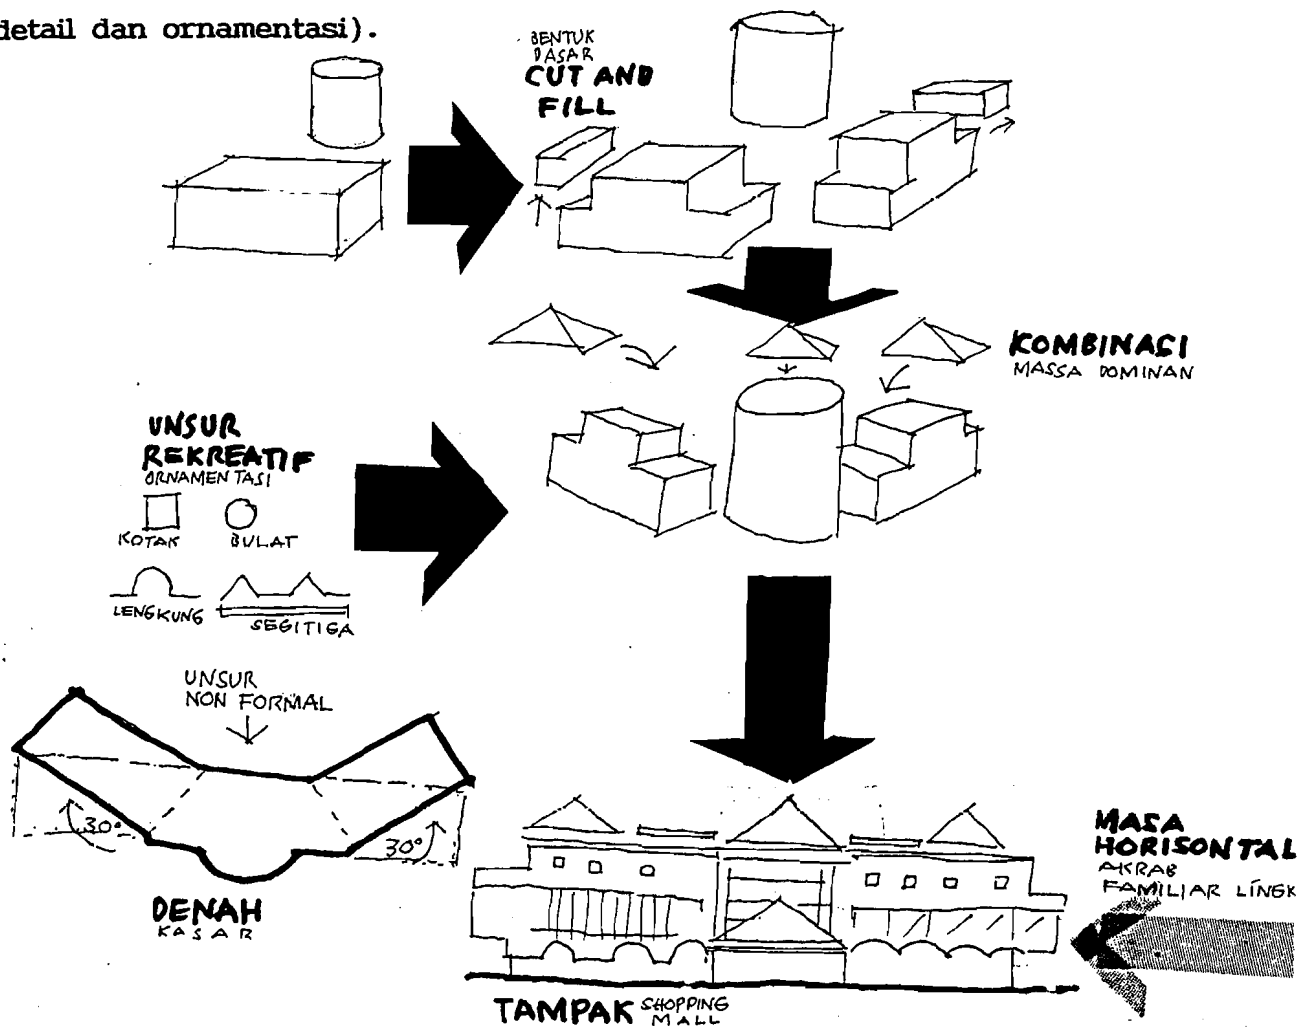 detail dan ornamentasi).
BENTUK
DASAR
CUT AND
FILL
KOMBINASI
MASSA DOMINAN
UNSUR
REKREATIF
ORNAMENTASI
KOTAK BULAT
LENGKUNG SEGITIGA
UNSUR
NON FORMAL
30° 30°
DENAH
KASAR
MASA
HORISONTAL
AKRAB
FAMILIAR LINGK
TAMPAK SHOPPING
MALL